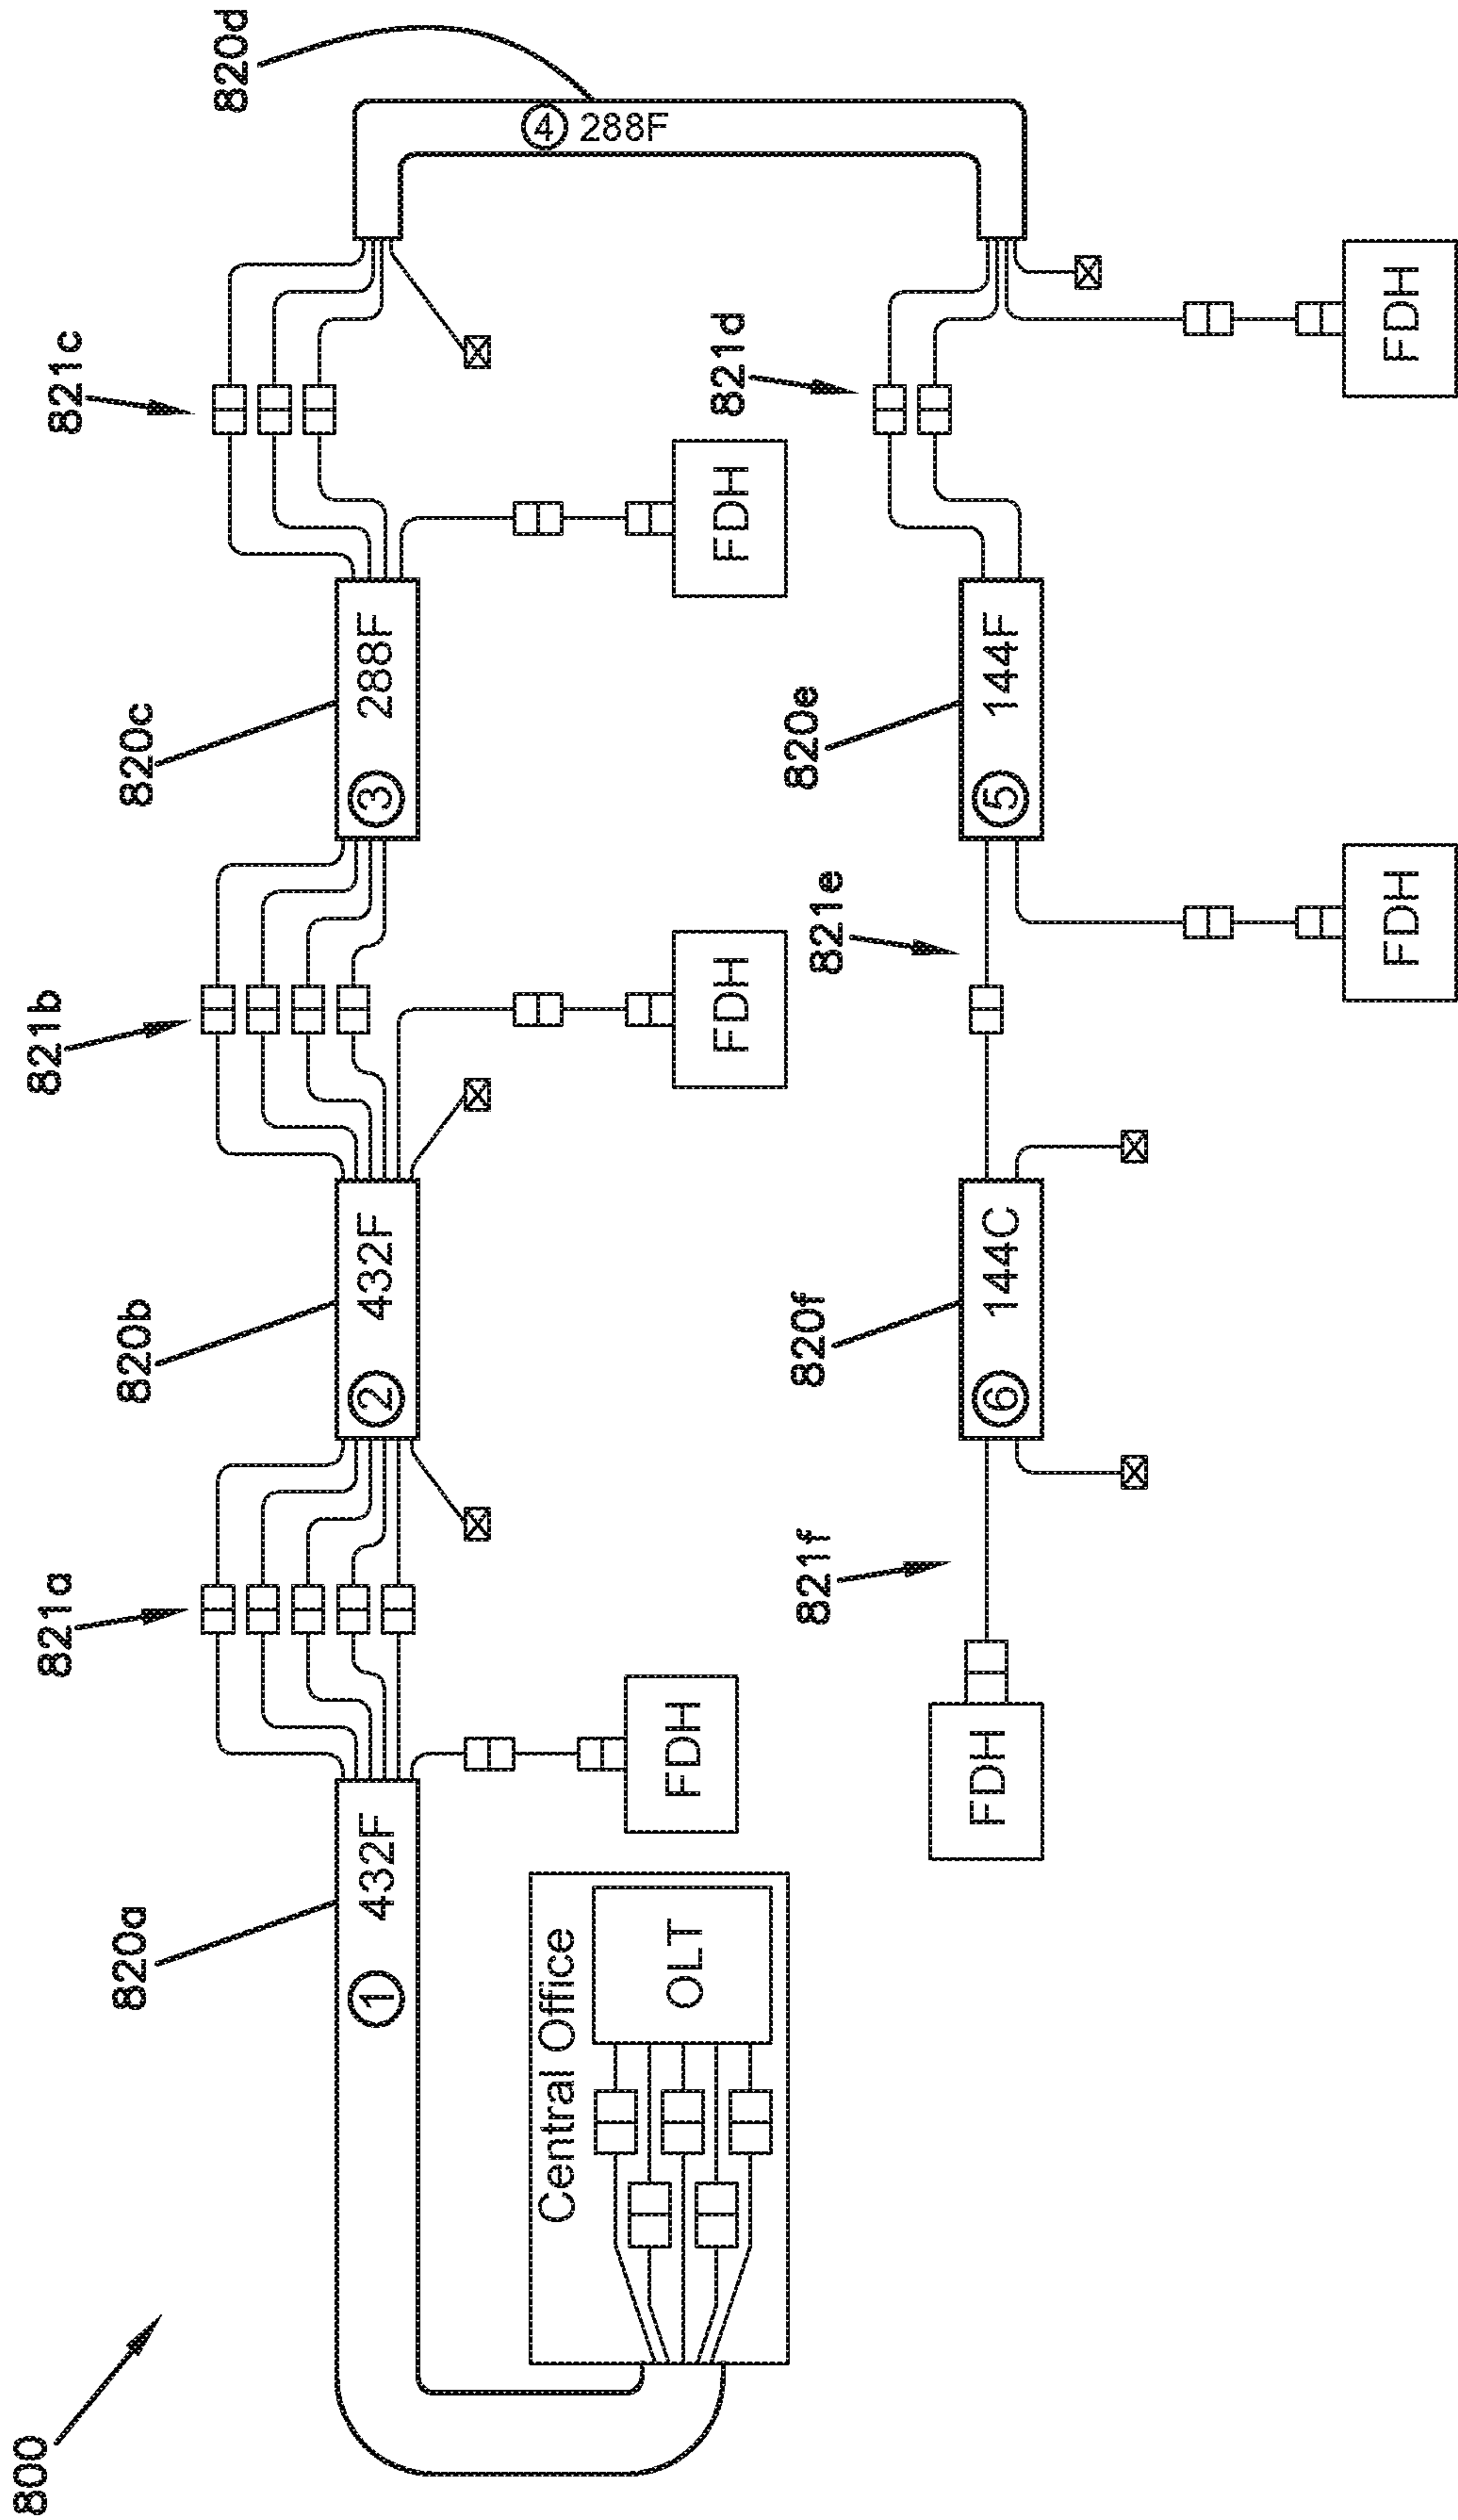 800
820a
821a
820b
821b
820c
821c
820d
① 432F
② 432F
③ 288F
④ 288F
FDH
FDH
FDH
Central Office
OLT
821f
820f
821e
820e
821d
FDH
⑥ 144C
⑤ 144F
FDH
FDH